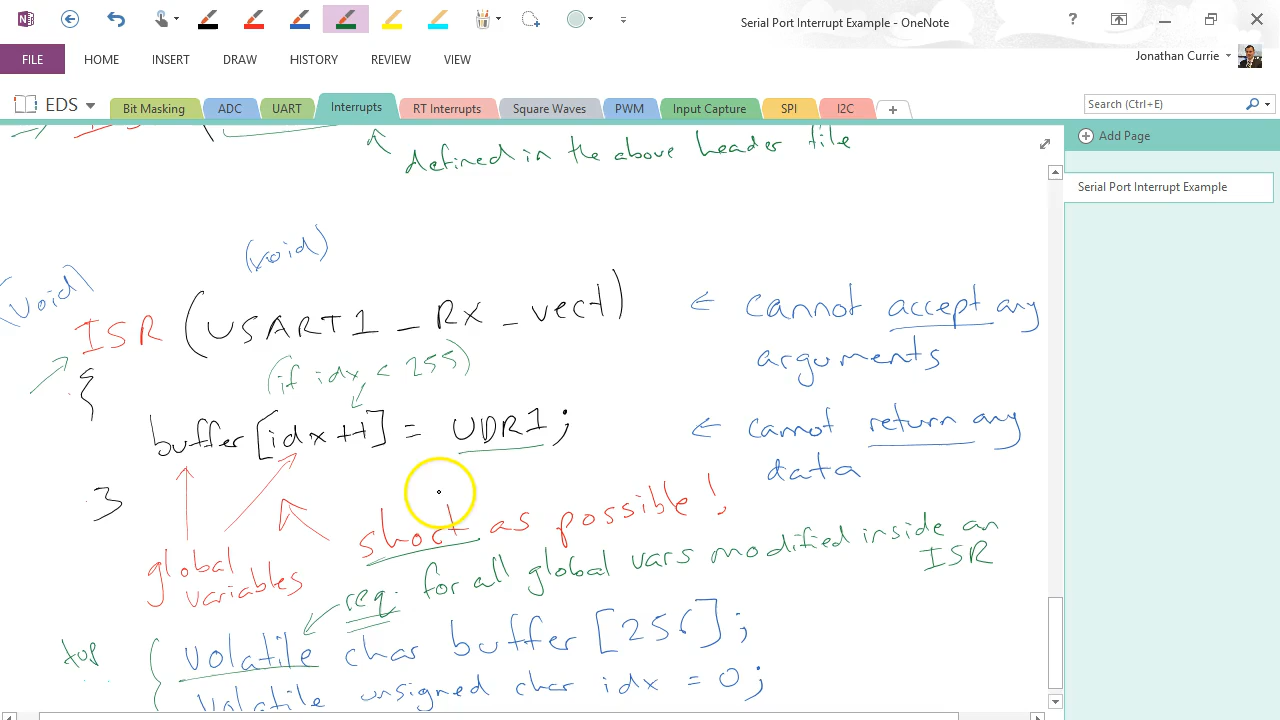 Serial Port Interrupt Example - OneNote
?
FILE HOME INSERT DRAW HISTORY REVIEW VIEW
Jonathan Currie
EDS
Bit Masking ADC UART Interrupts RT Interrupts Square Waves PWM Input Capture SPI I2C
Search (Ctrl+E)
Add Page
Serial Port Interrupt Example
defined in the above header file
(void)
(void)
ISR (USART1_RX_vect)
← cannot accept any
arguments
(if idx < 255)
{
buffer[idx++] = UDR1;
← cannot return any
data
}
short as possible!
global
variables
req. for all global vars modified inside an
ISR
top
{ volatile char buffer [256];
volatile unsigned char idx = 0;